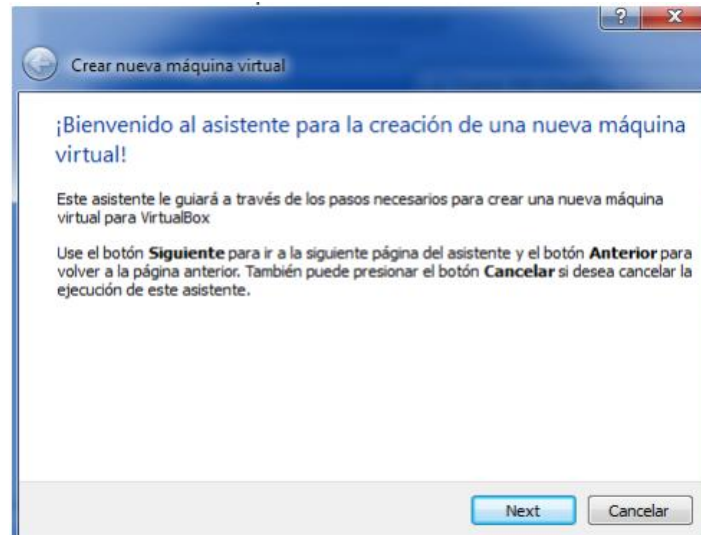 ?
X
Crear nueva máquina virtual
¡Bienvenido al asistente para la creación de una nueva máquina
virtual!
Este asistente le guiará a través de los pasos necesarios para crear una nueva máquina
virtual para VirtualBox
Use el botón Siguiente para ir a la siguiente página del asistente y el botón Anterior para
volver a la página anterior. También puede presionar el botón Cancelar si desea cancelar la
ejecución de este asistente.
Next
Cancelar